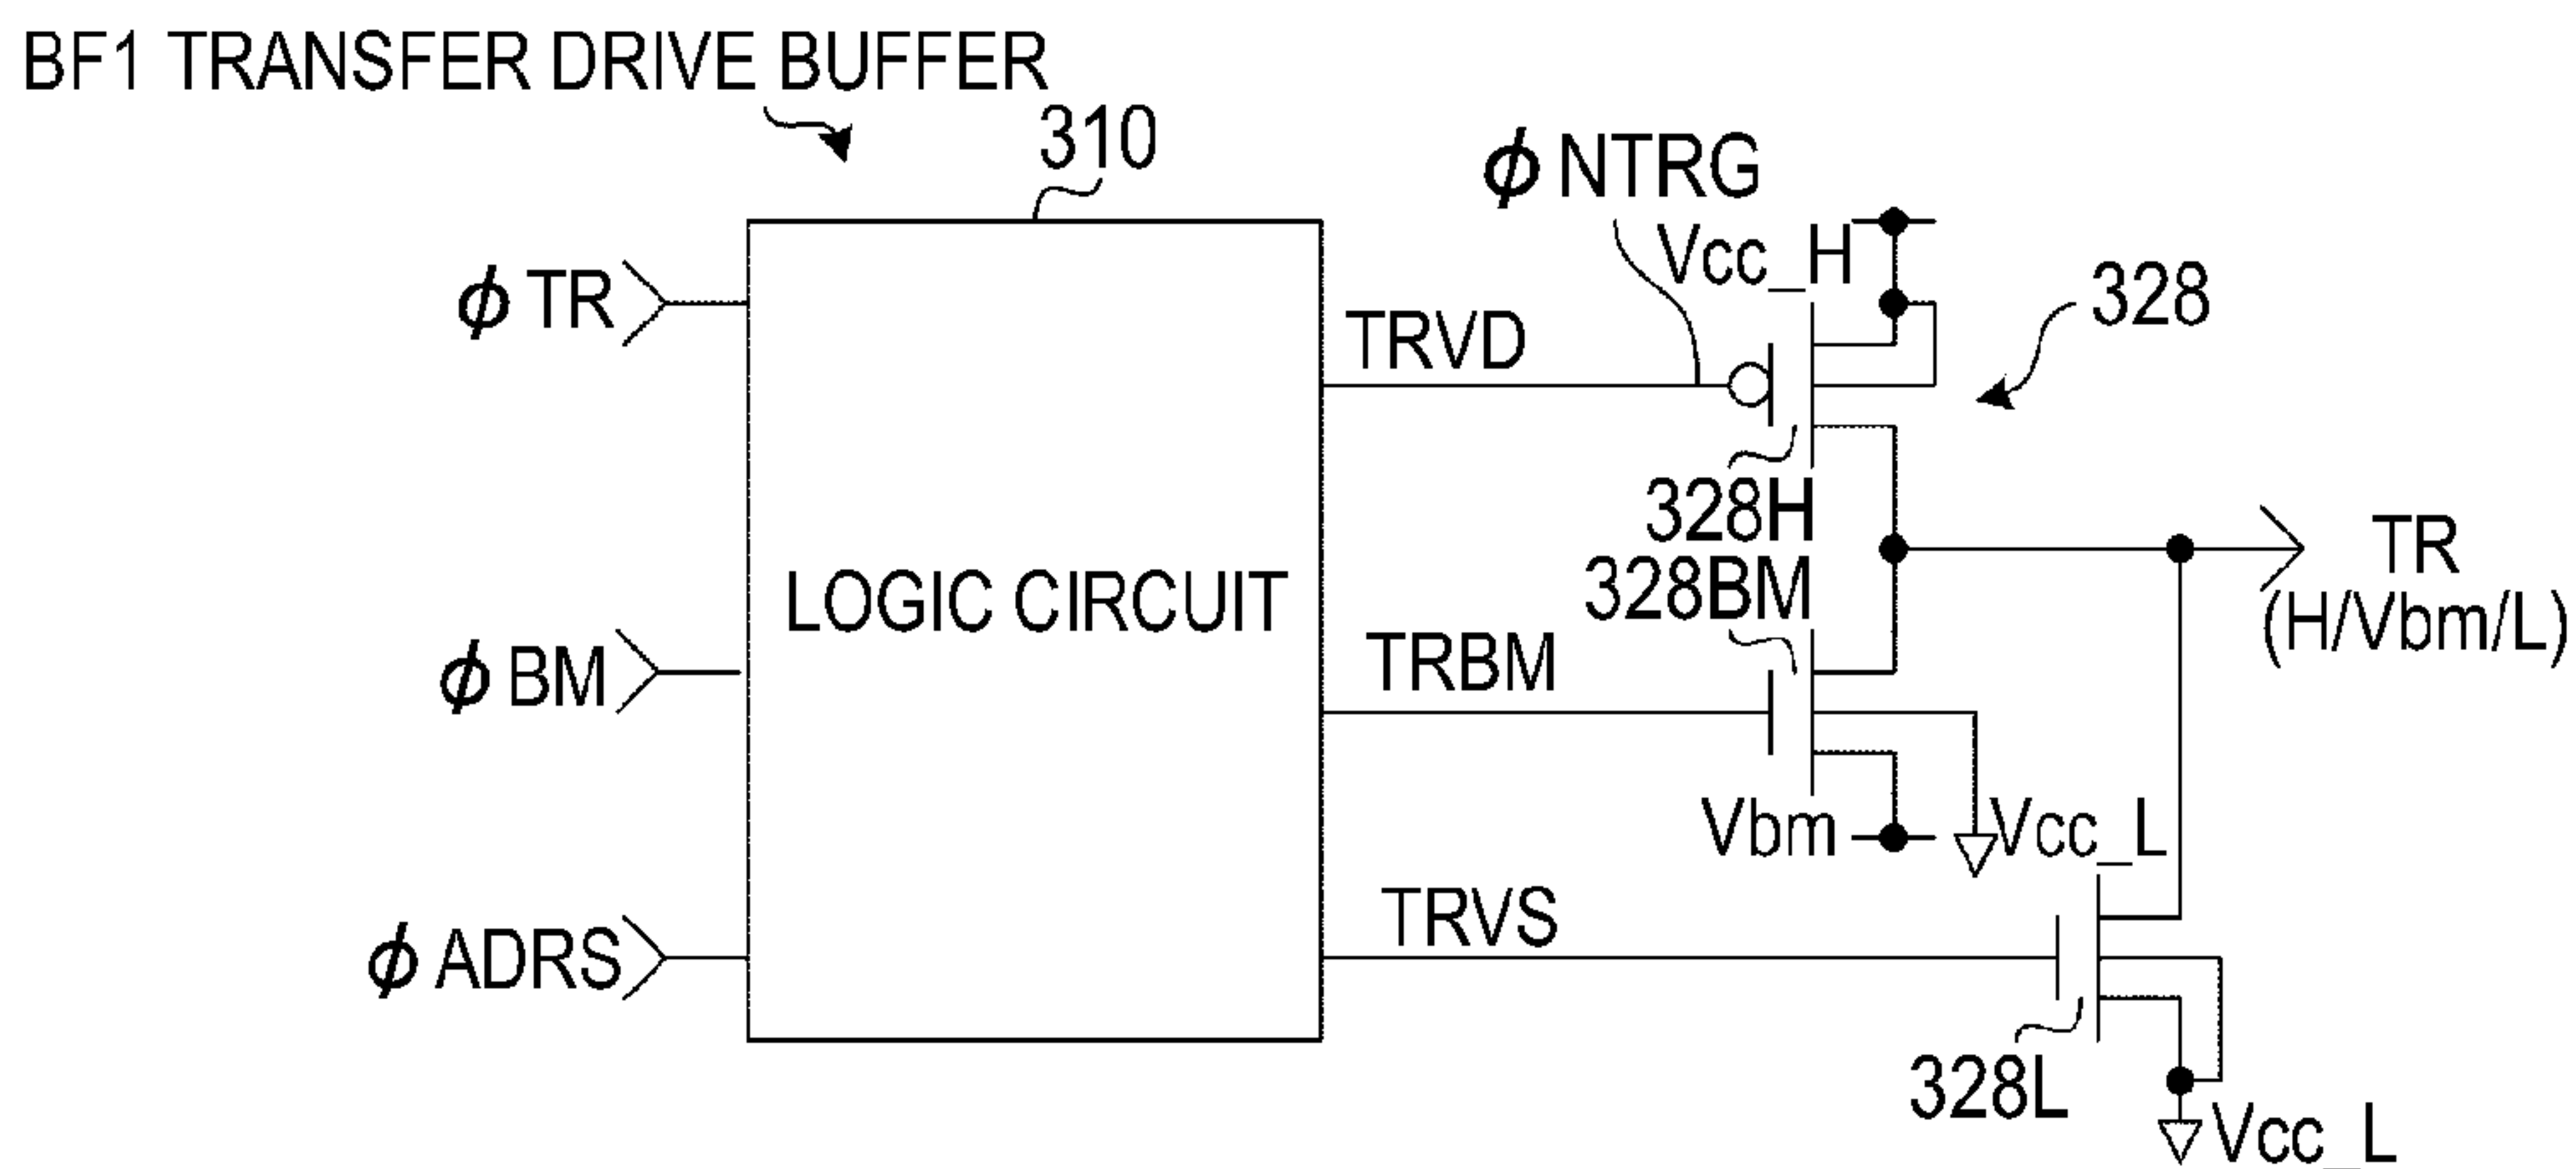 BF1 TRANSFER DRIVE BUFFER
310
ϕ NTRG
Vcc_H
328
ϕ TR
TRVD
328H
TR
(H/Vbm/L)
328BM
LOGIC CIRCUIT
ϕ BM
TRBM
Vbm
Vcc_L
ϕ ADRS
TRVS
328L
Vcc_L